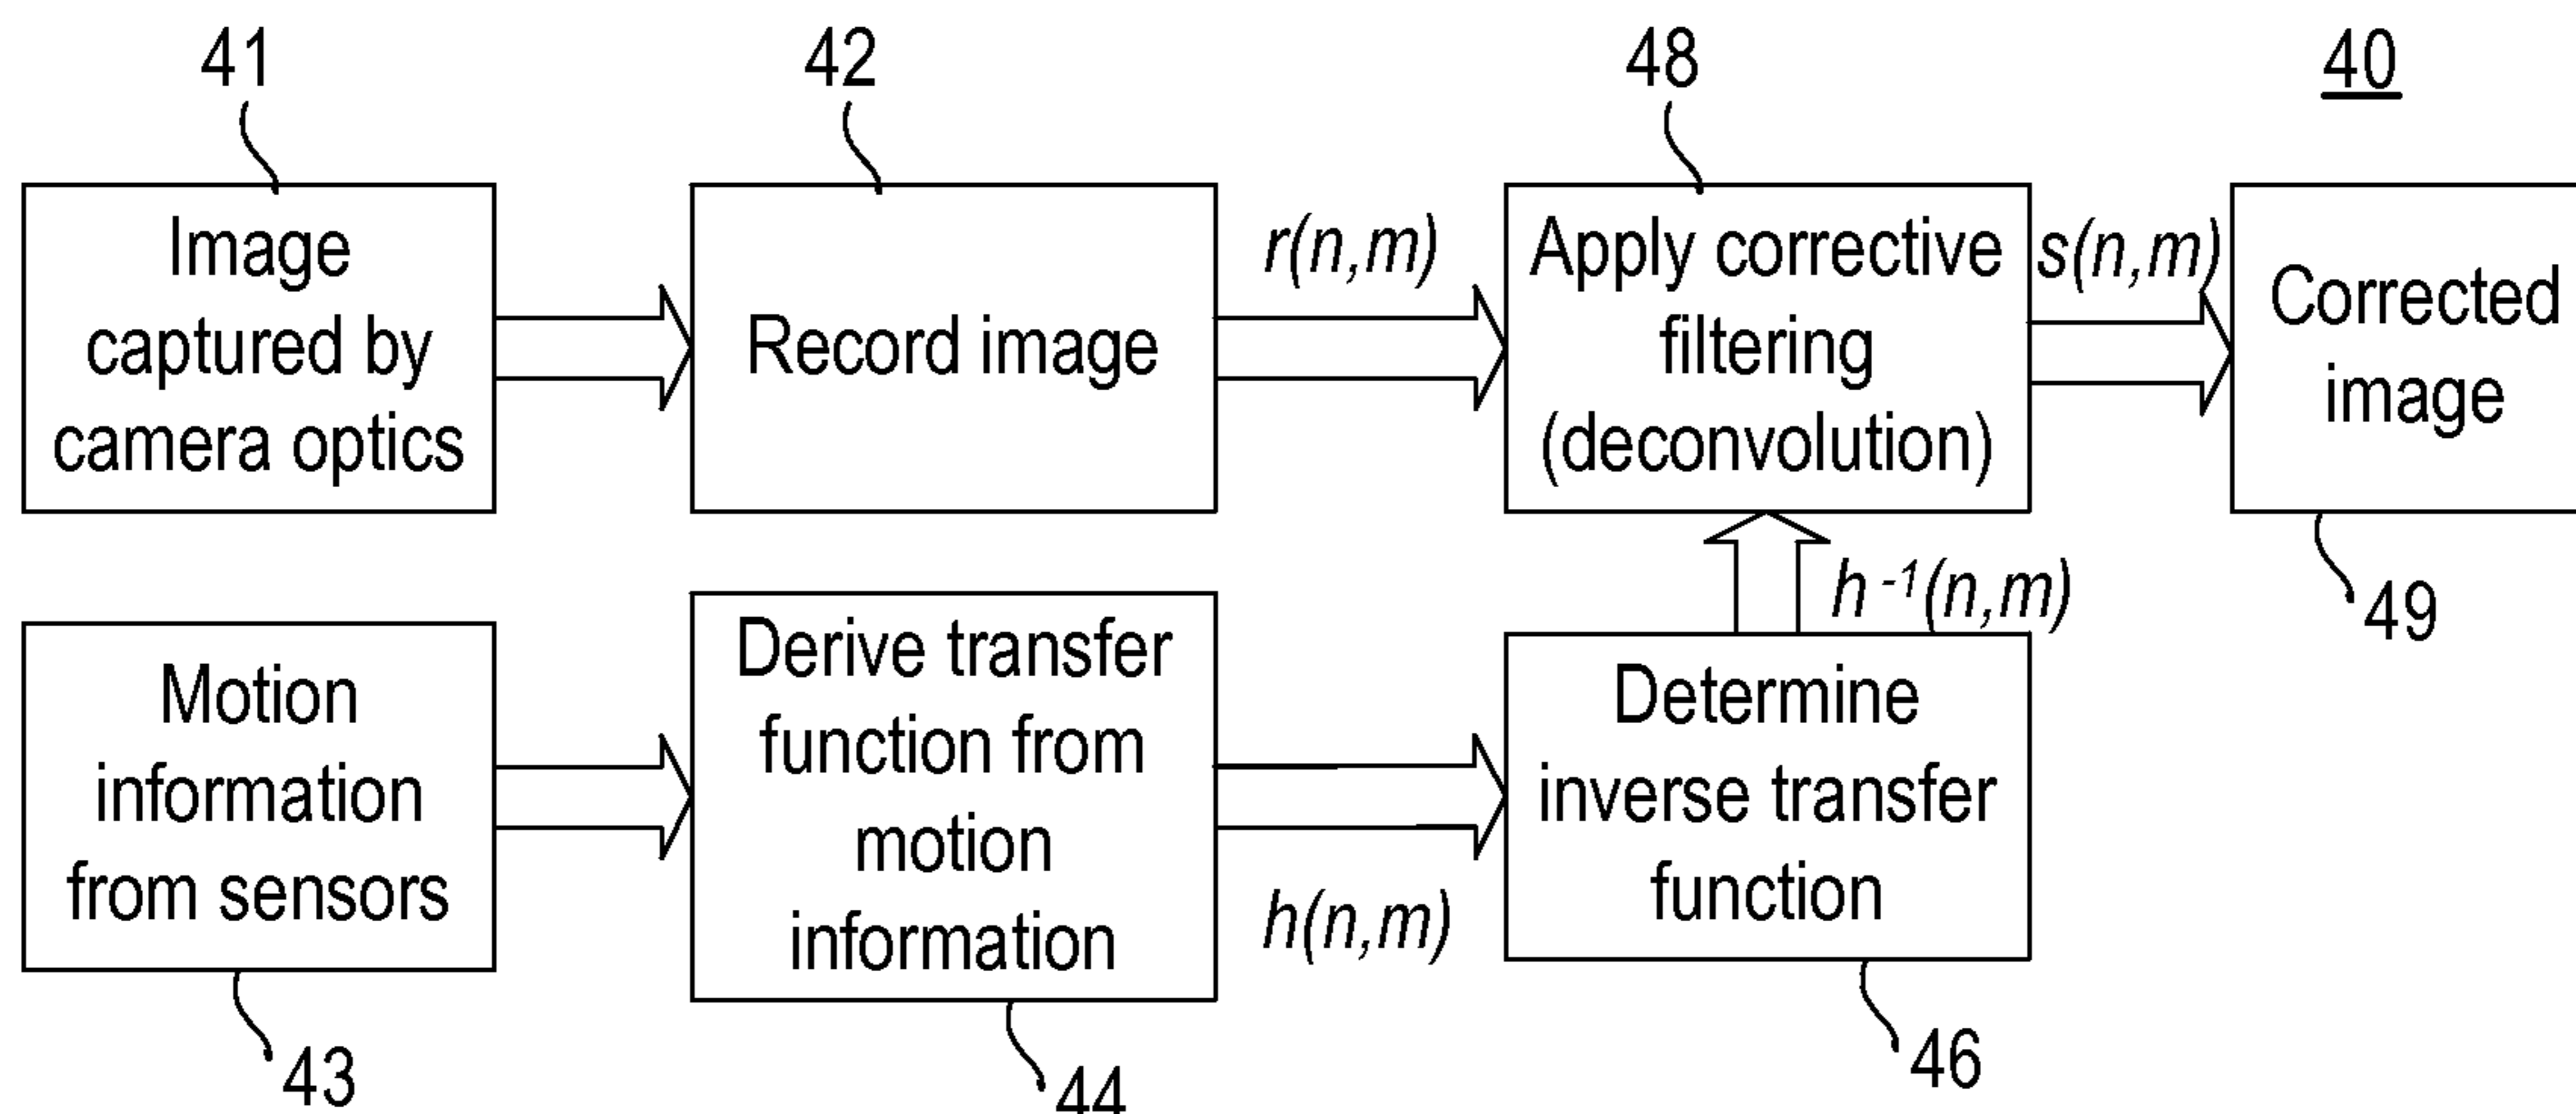 41
42
48
40
Image
captured by
camera optics
Record image
r(n,m)
Apply corrective
filtering
(deconvolution)
s(n,m)
Corrected
image
49
h⁻¹(n,m)
Motion
information
from sensors
43
Derive transfer
function from
motion
information
44
h(n,m)
Determine
inverse transfer
function
46